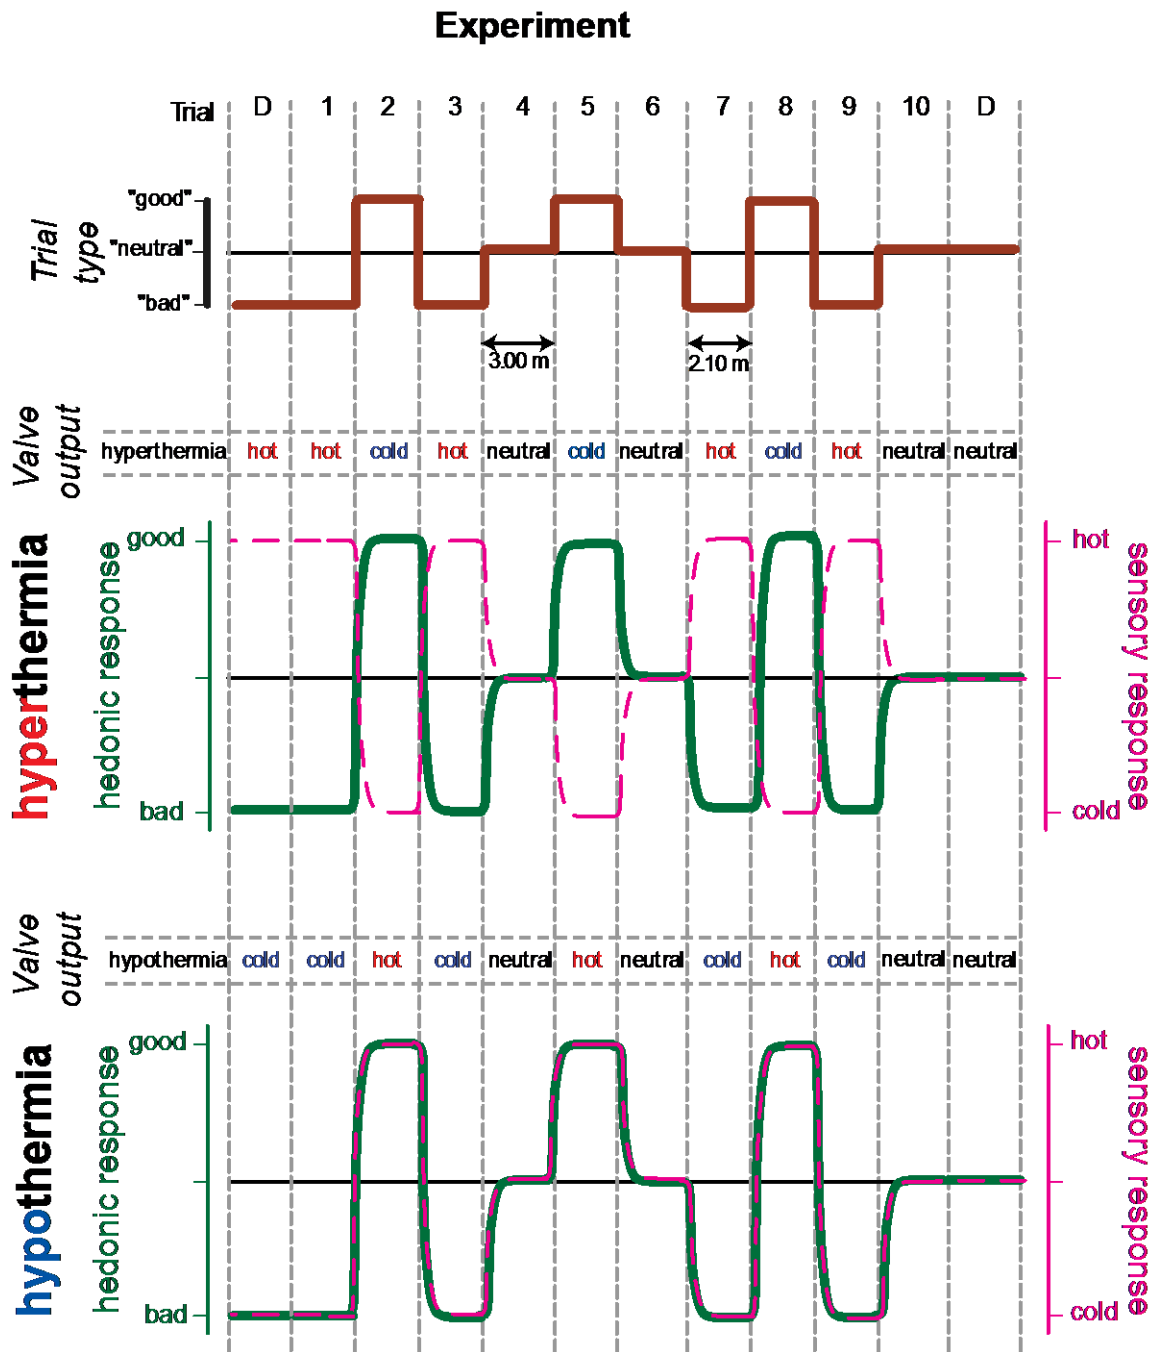 Experiment
Trial D 1 2 3 4 5 6 7 8 9 10 D
Trial
type
"good"
"neutral"
"bad"
3.00 m
2.10 m
Valve
output
hyperthermia hot hot cold hot neutral cold neutral hot cold hot neutral neutral
hyperthermia
hedonic response
good
bad
hot
cold
sensory response
Valve
output
hypothermia cold cold hot cold neutral hot neutral cold hot cold neutral neutral
hypothermia
hedonic response
good
bad
hot
cold
sensory response